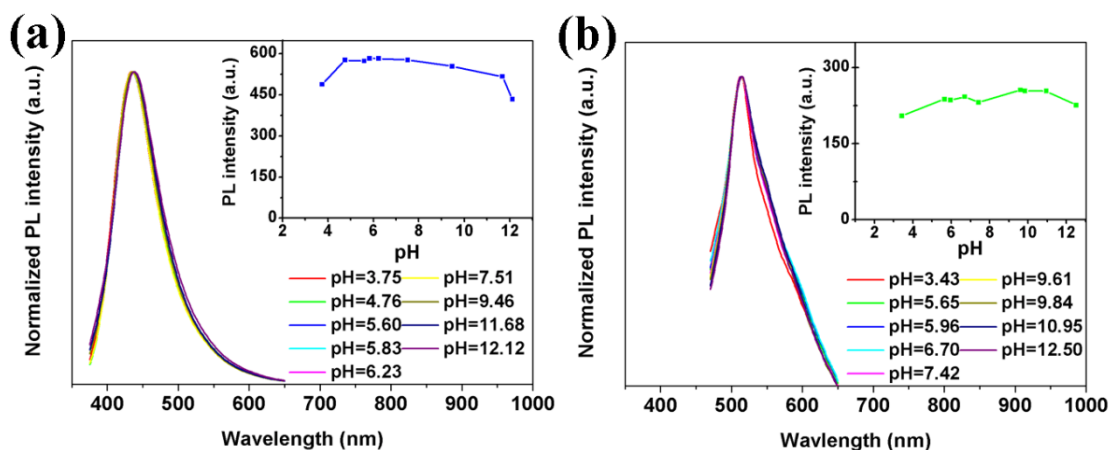 (a)
Normalized PL intensity (a.u.)
PL intensity (a.u.)
600
450
300
150
0
2 4 6 8 10 12
pH
pH=3.75 pH=7.51
pH=4.76 pH=9.46
pH=5.60 pH=11.68
pH=5.83 pH=12.12
pH=6.23
400 500 600 700 800 900 1000
Wavelength (nm)
(b)
Normalized PL intensity (a.u.)
PL intensity (a.u.)
300
150
0
2 4 6 8 10 12
pH
pH=3.43 pH=9.61
pH=5.65 pH=9.84
pH=5.96 pH=10.95
pH=6.70 pH=12.50
pH=7.42
400 500 600 700 800 900 1000
Wavlength (nm)